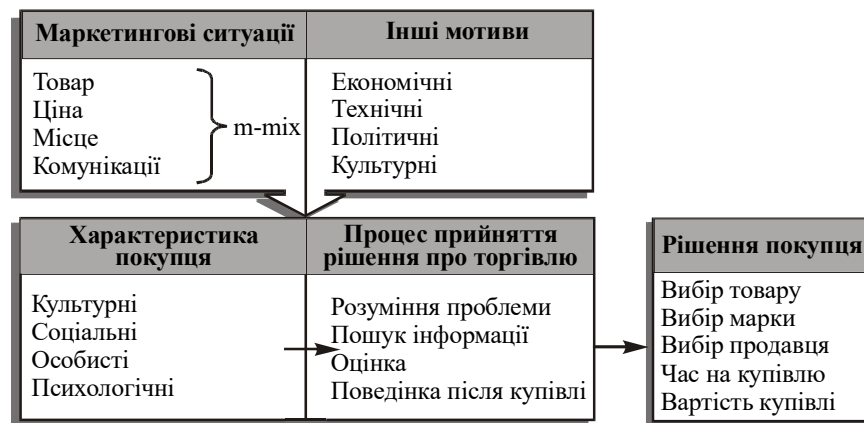 Маркетингові ситуації
Товар
Ціна
Місце
Комунікації
m-mix
Інші мотиви
Економічні
Технічні
Політичні
Культурні
Характеристика
покупця
Культурні
Соціальні
Особисті
Психологічні
Процес прийняття
рішення про торгівлю
Розуміння проблеми
Пошук інформації
Оцінка
Поведінка після купівлі
Рішення покупця
Вибір товару
Вибір марки
Вибір продавця
Час на купівлю
Вартість купівлі